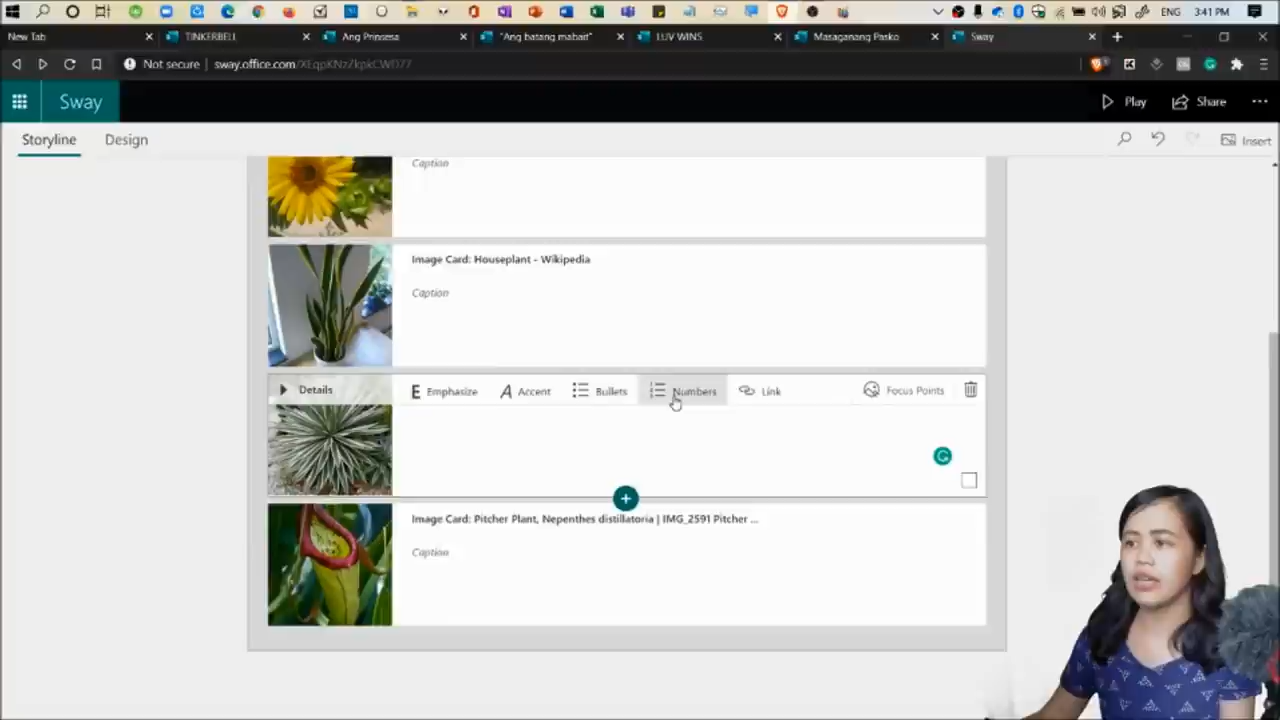 ENG 3:41 PM
New Tab
TINKERBELL
Ang Prinsesa
"Ang batang mabait"
LUV WINS
Masaganang Pasko
Sway
Not secure | sway.office.com/XEqpKNzZkpkCWD77
Sway
Play
Share
Storyline
Design
Insert
Caption
Image Card: Houseplant - Wikipedia
Caption
Details
Emphasize
Accent
Bullets
Numbers
Link
Focus Points
Image Card: Pitcher Plant, Nepenthes distillatoria | IMG_2591 Pitcher ...
Caption